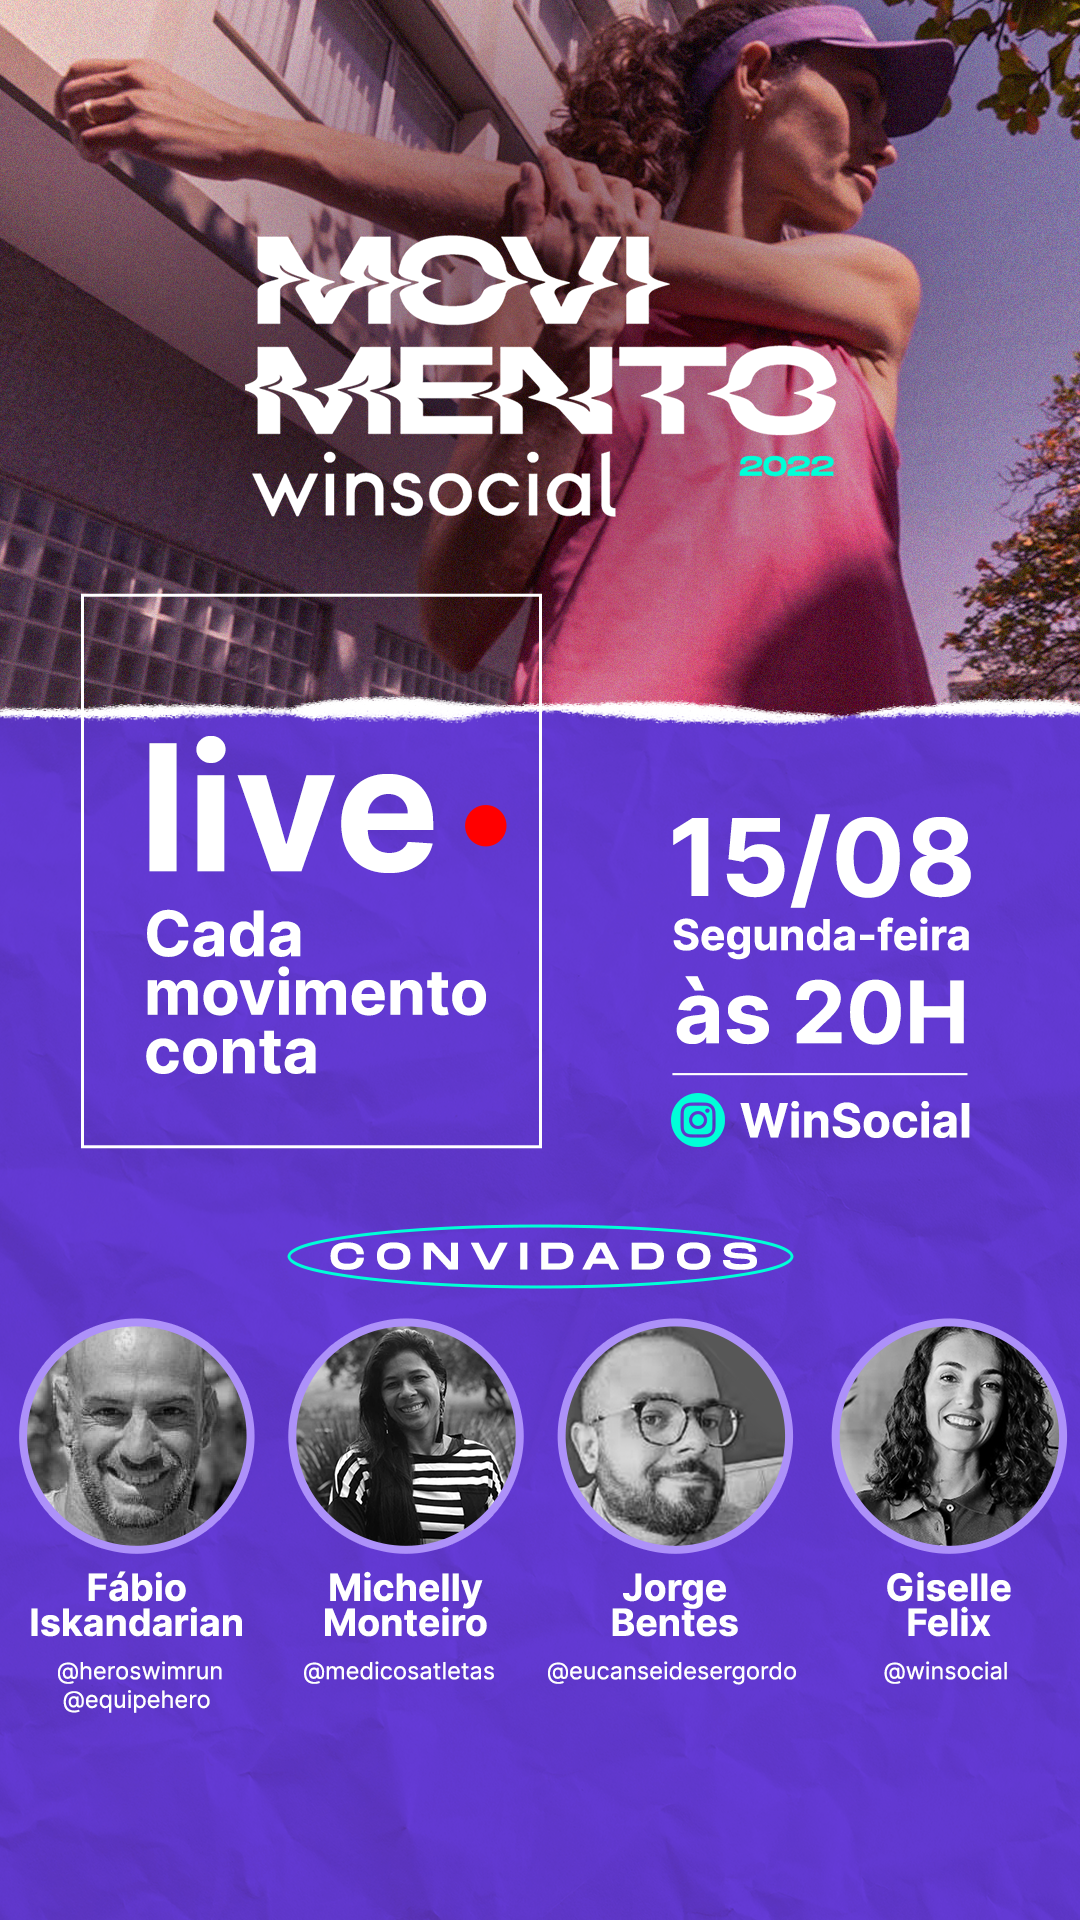 MOVI
MENTO
2022
winsocial
live
Cada
movimento
conta
15/08
Segunda-feira
às 20H
WinSocial
CONVIDADOS
Fábio
Iskandarian
@heroswimrun
@equipehero
Michelly
Monteiro
@medicosatletas
Jorge
Bentes
@eucanseidesergordo
Giselle
Felix
@winsocial